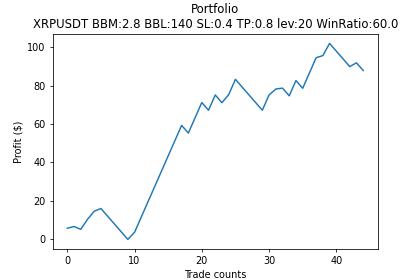 Portfolio
XRPUSDT BBM:2.8 BBL:140 SL:0.4 TP:0.8 lev:20 WinRatio:60.0
100
80
60
40
20
0
Profit ($)
0 10 20 30 40
Trade counts